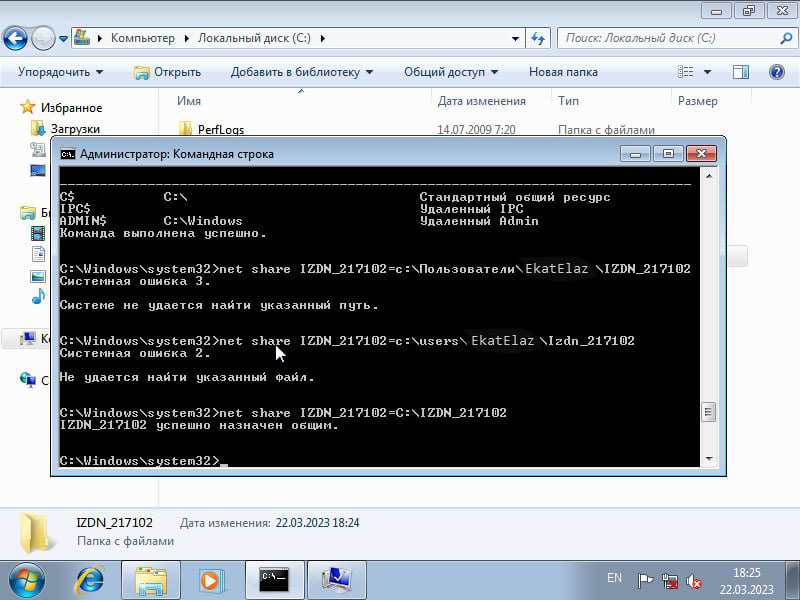 Компьютер ▸ Локальный диск (C:) ▸
Поиск: Локальный диск (C:)
Упорядочить Открыть Добавить в библиотеку Общий доступ Новая папка
Имя Дата изменения Тип Размер
Избранное
Загрузки
PerfLogs 14.07.2009 7:20 Папка с файлами
Администратор: Командная строка
C$ C:\ Стандартный общий ресурс
IPC$ Удаленный IPC
ADMIN$ C:\Windows Удаленный Admin
Команда выполнена успешно.
C:\Windows\system32>net share IZDN_217102=c:\Пользователи\EkatElaz \IZDN_217102
Системная ошибка 3.
Системе не удается найти указанный путь.
C:\Windows\system32>net share IZDN_217102=c:\users\ EkatElaz \Izdn_217102
Системная ошибка 2.
Не удается найти указанный файл.
C:\Windows\system32>net share IZDN_217102=C:\IZDN_217102
IZDN_217102 успешно назначен общим.
C:\Windows\system32>_
IZDN_217102 Дата изменения: 22.03.2023 18:24
Папка с файлами
EN
18:25
22.03.2023